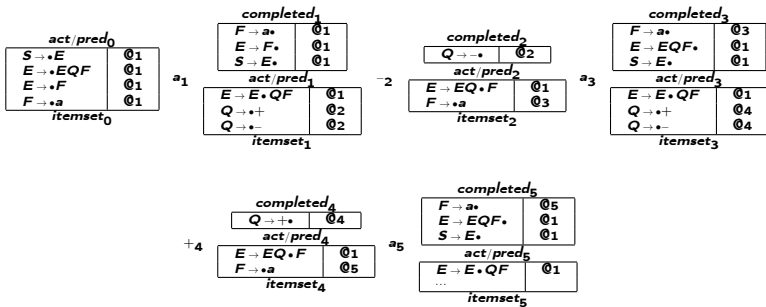 act/pred0
S → •E @1
E → •EQF @1
E → •F @1
F → •a @1
itemset0
a1
completed1
F → a• @1
E → F• @1
S → E• @1
act/pred1
E → E•QF @1
Q → •+ @2
Q → •− @2
itemset1
−2
completed2
Q → −• @2
act/pred2
E → EQ•F @1
F → •a @3
itemset2
a3
completed3
F → a• @3
E → EQF• @1
S → E• @1
act/pred3
E → E•QF @1
Q → •+ @4
Q → •− @4
itemset3
+4
completed4
Q → +• @4
act/pred4
E → EQ•F @1
F → •a @5
itemset4
a5
completed5
F → a• @5
E → EQF• @1
S → E• @1
act/pred5
E → E•QF @1
...
itemset5